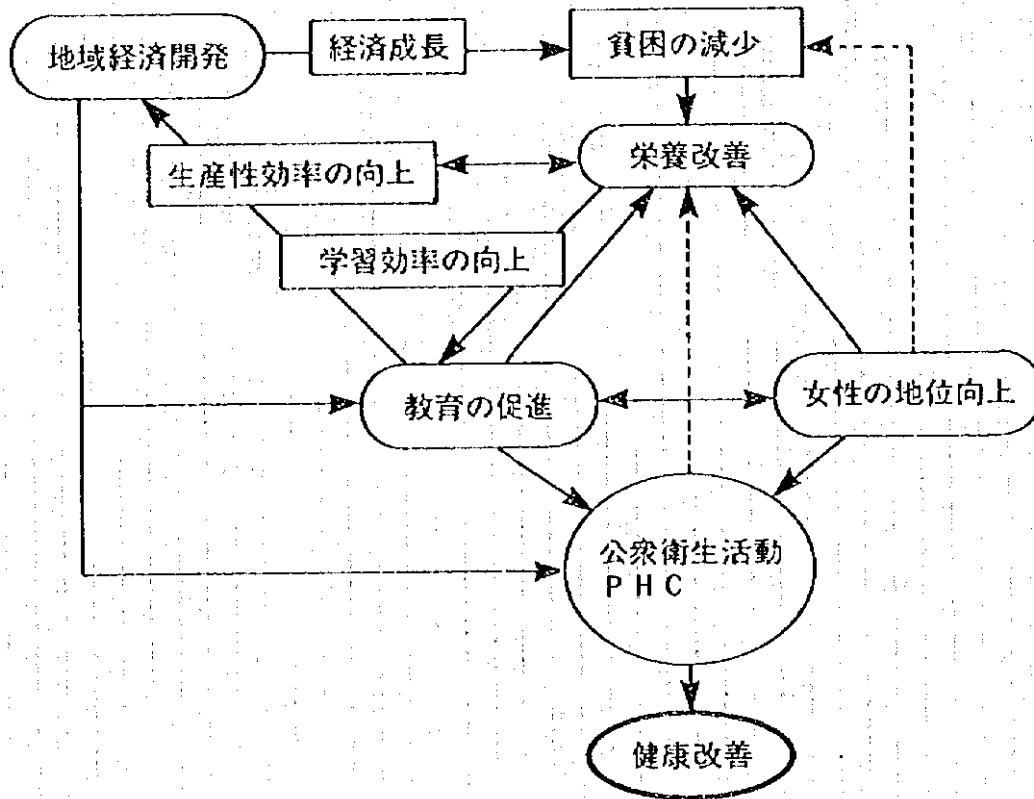 地域経済開発
経済成長
貧困の減少
栄養改善
生産性効率の向上
学習効率の向上
教育の促進
女性の地位向上
公衆衛生活動
PHC
健康改善